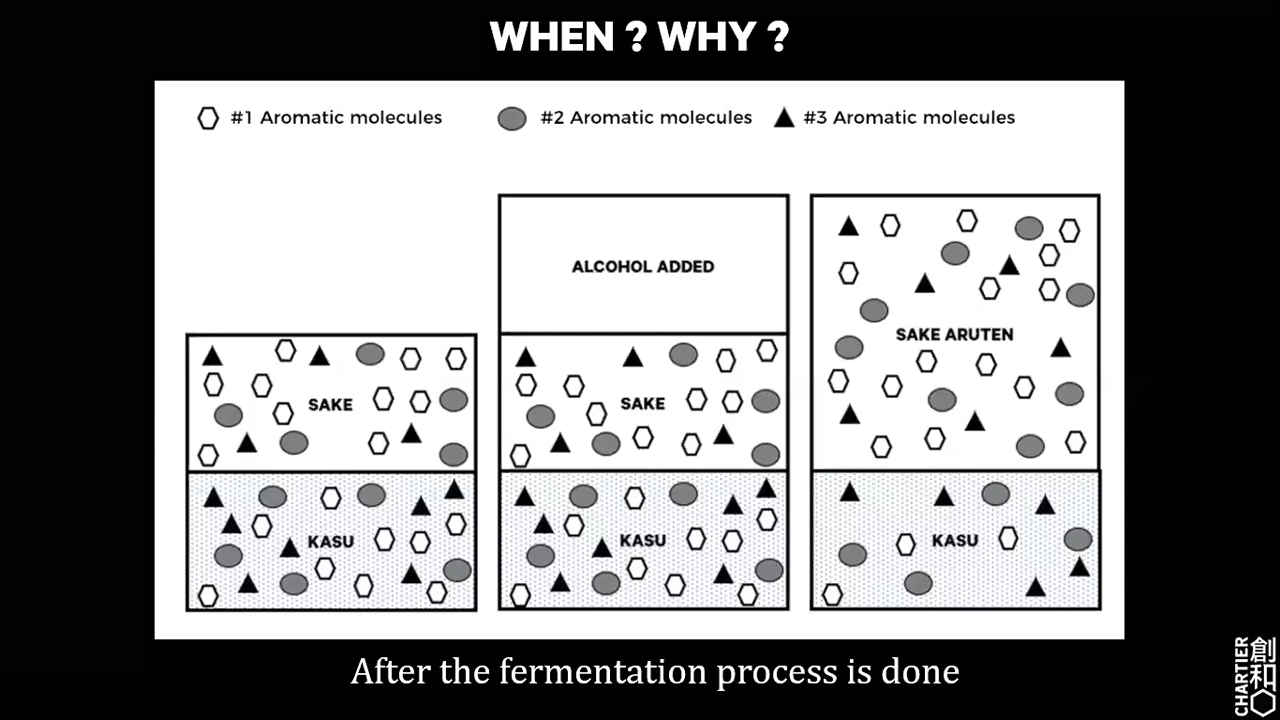 WHEN ? WHY ?
#1 Aromatic molecules
#2 Aromatic molecules
#3 Aromatic molecules
ALCOHOL ADDED
SAKE ARUTEN
SAKE
SAKE
KASU
KASU
KASU
After the fermentation process is done
CHARTIER
創和